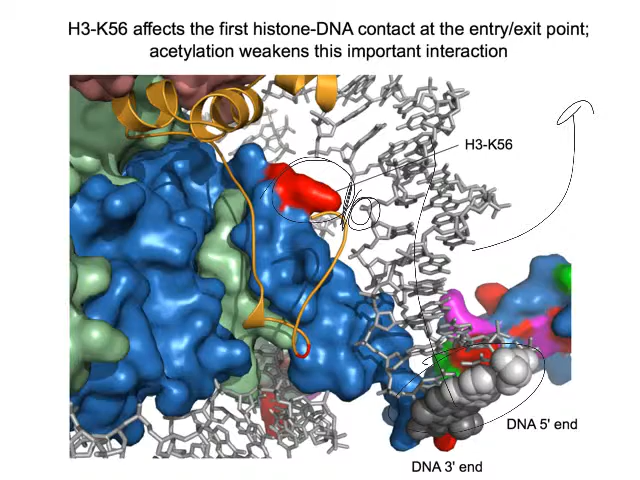 H3-K56 affects the first histone-DNA contact at the entry/exit point;
acetylation weakens this important interaction
H3-K56
DNA 5' end
DNA 3' end